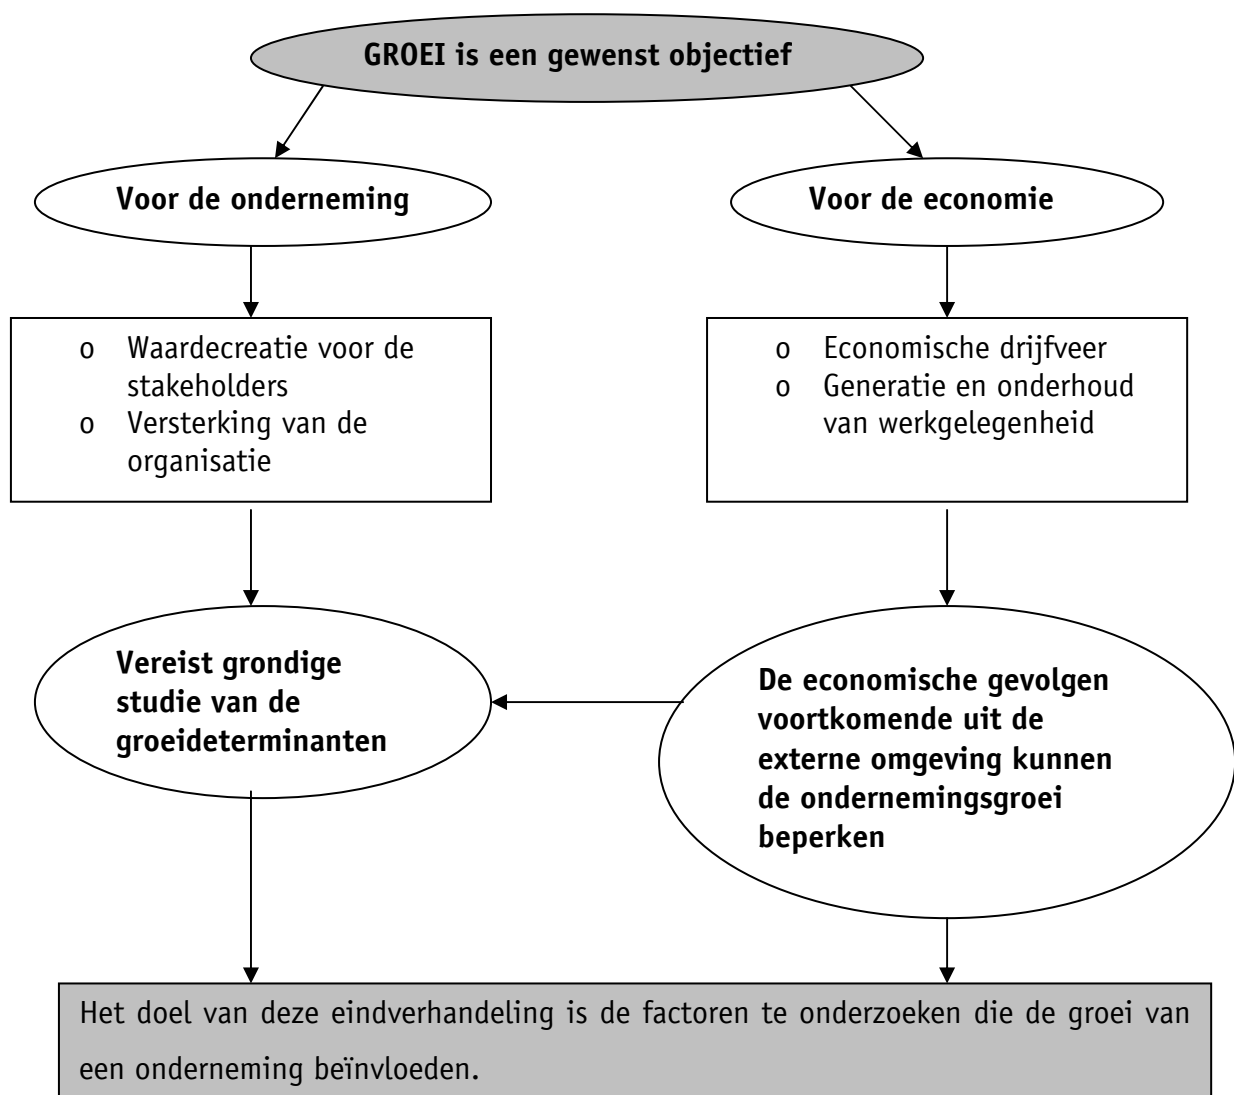 GROEI is een gewenst objectief
Voor de onderneming
Voor de economie
o Waardecreatie voor de
stakeholders
o Versterking van de
organisatie
o Economische drijfveer
o Generatie en onderhoud
van werkgelegenheid
Vereist grondige
studie van de
groeideterminanten
De economische gevolgen
voortkomende uit de
externe omgeving kunnen
de ondernemingsgroei
beperken
Het doel van deze eindverhandeling is de factoren te onderzoeken die de groei van
een onderneming beïnvloeden.